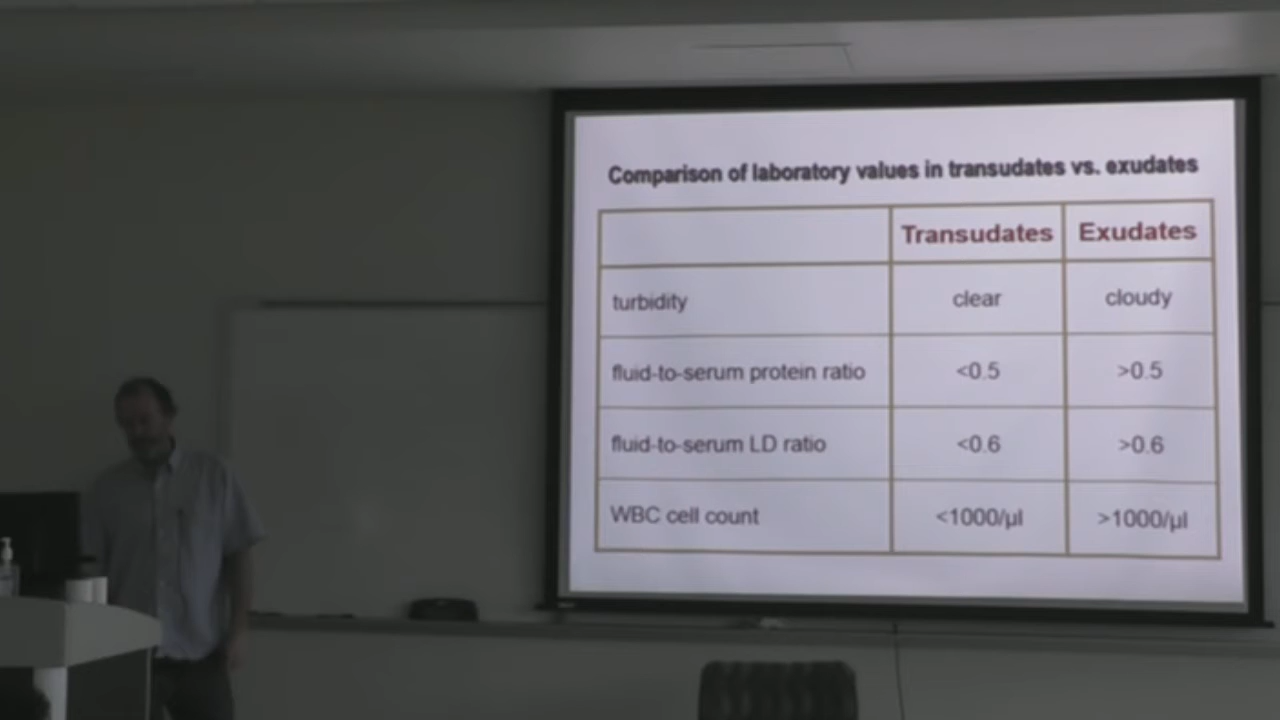 Comparison of laboratory values in transudates vs. exudates
Transudates Exudates
turbidity clear cloudy
fluid-to-serum protein ratio <0.5 >0.5
fluid-to-serum LD ratio <0.6 >0.6
WBC cell count <1000/µl >1000/µl